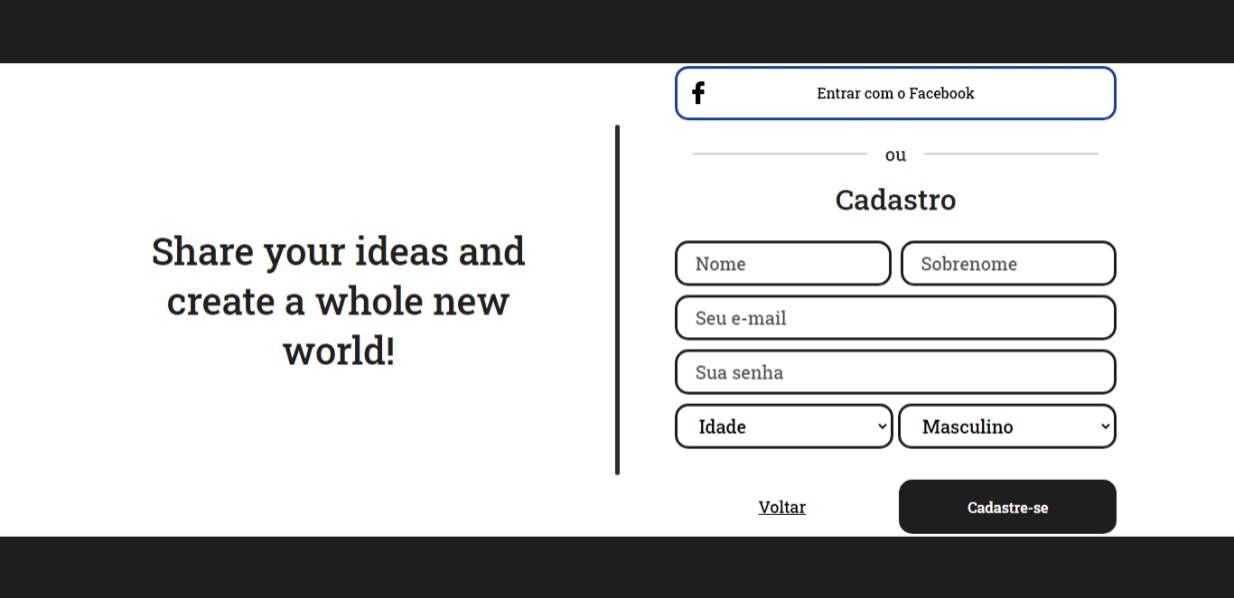 Share your ideas and
create a whole new
world!
Entrar com o Facebook
ou
Cadastro
Nome
Sobrenome
Seu e-mail
Sua senha
Idade
Masculino
Voltar
Cadastre-se